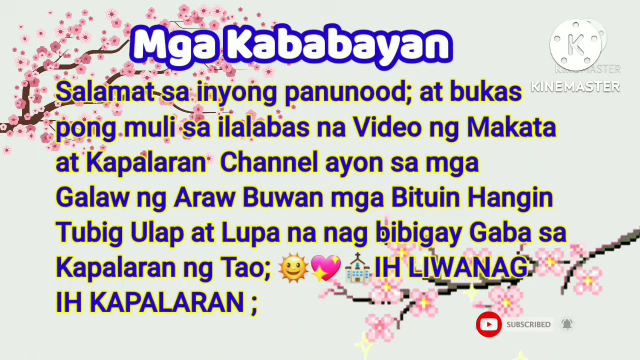 Mga Kababayan
KINEMASTER
KINEMASTER
Salamat sa inyong panunood; at bukas
pong muli sa ilalabas na Video ng Makata
at Kapalaran Channel ayon sa mga
Galaw ng Araw Buwan mga Bituin Hangin
Tubig Ulap at Lupa na nag bibigay Gaba sa
Kapalaran ng Tao; 🌞💖⛪IH LIWANAG
IH KAPALARAN ;
SUBSCRIBED